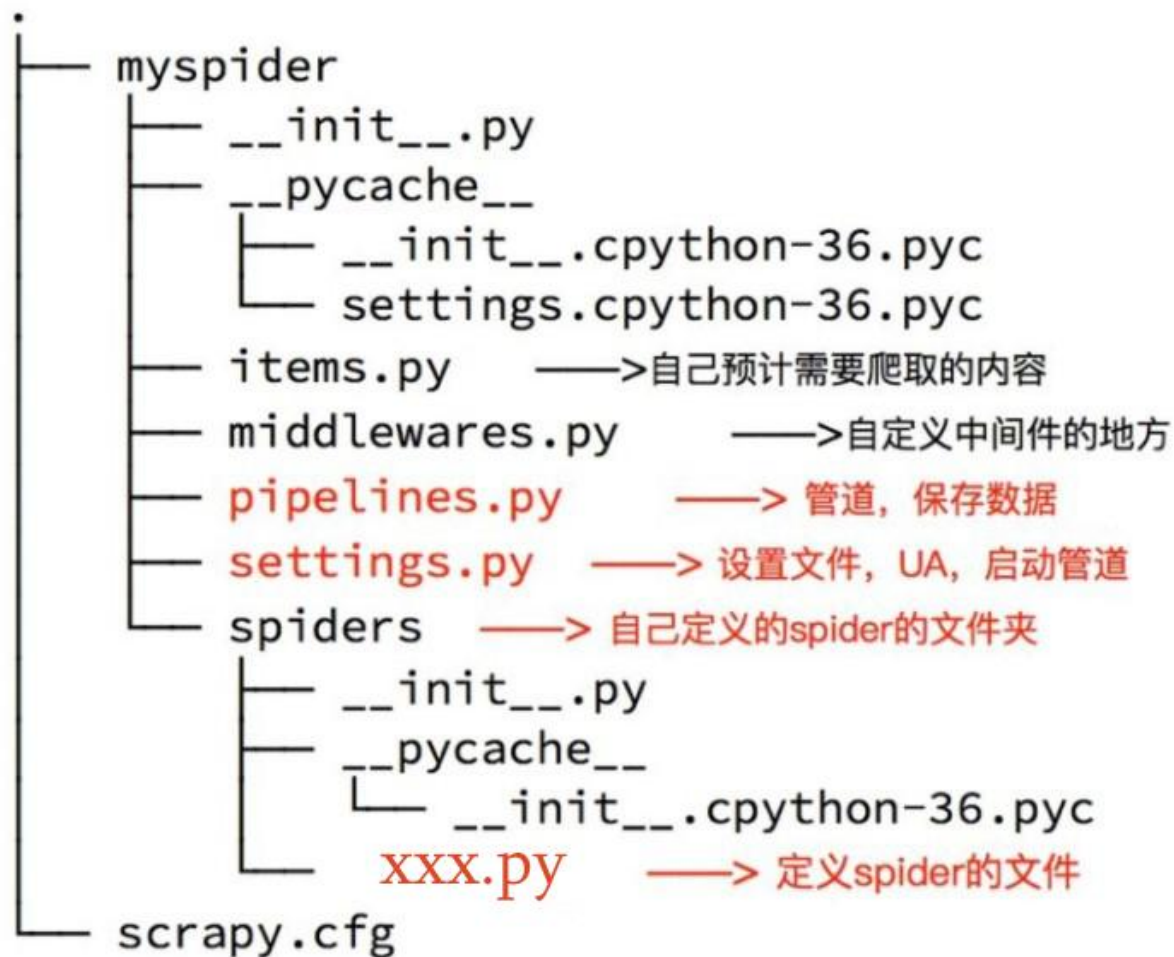 .
myspider
__init__.py
__pycache__
__init__.cpython-36.pyc
settings.cpython-36.pyc
items.py ——>自己预计需要爬取的内容
middlewares.py ——>自定义中间件的地方
pipelines.py ——> 管道，保存数据
settings.py ——> 设置文件，UA，启动管道
spiders ——> 自己定义的spider的文件夹
__init__.py
__pycache__
__init__.cpython-36.pyc
xxx.py ——> 定义spider的文件
scrapy.cfg